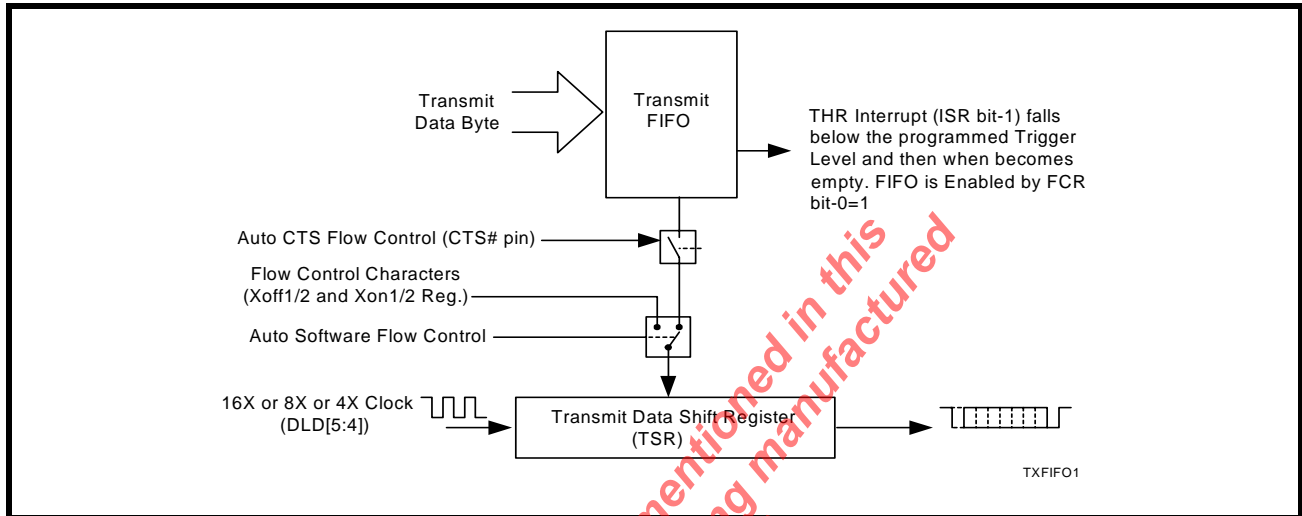 Transmit
Data Byte
Transmit
FIFO
THR Interrupt (ISR bit-1) falls
below the programmed Trigger
Level and then when becomes
empty. FIFO is Enabled by FCR
bit-0=1
Auto CTS Flow Control (CTS# pin)
Flow Control Characters
(Xoff1/2 and Xon1/2 Reg.)
Auto Software Flow Control
16X or 8X or 4X Clock
(DLD[5:4])
Transmit Data Shift Register
(TSR)
TXFIFO1
mentioned in this
manufactured